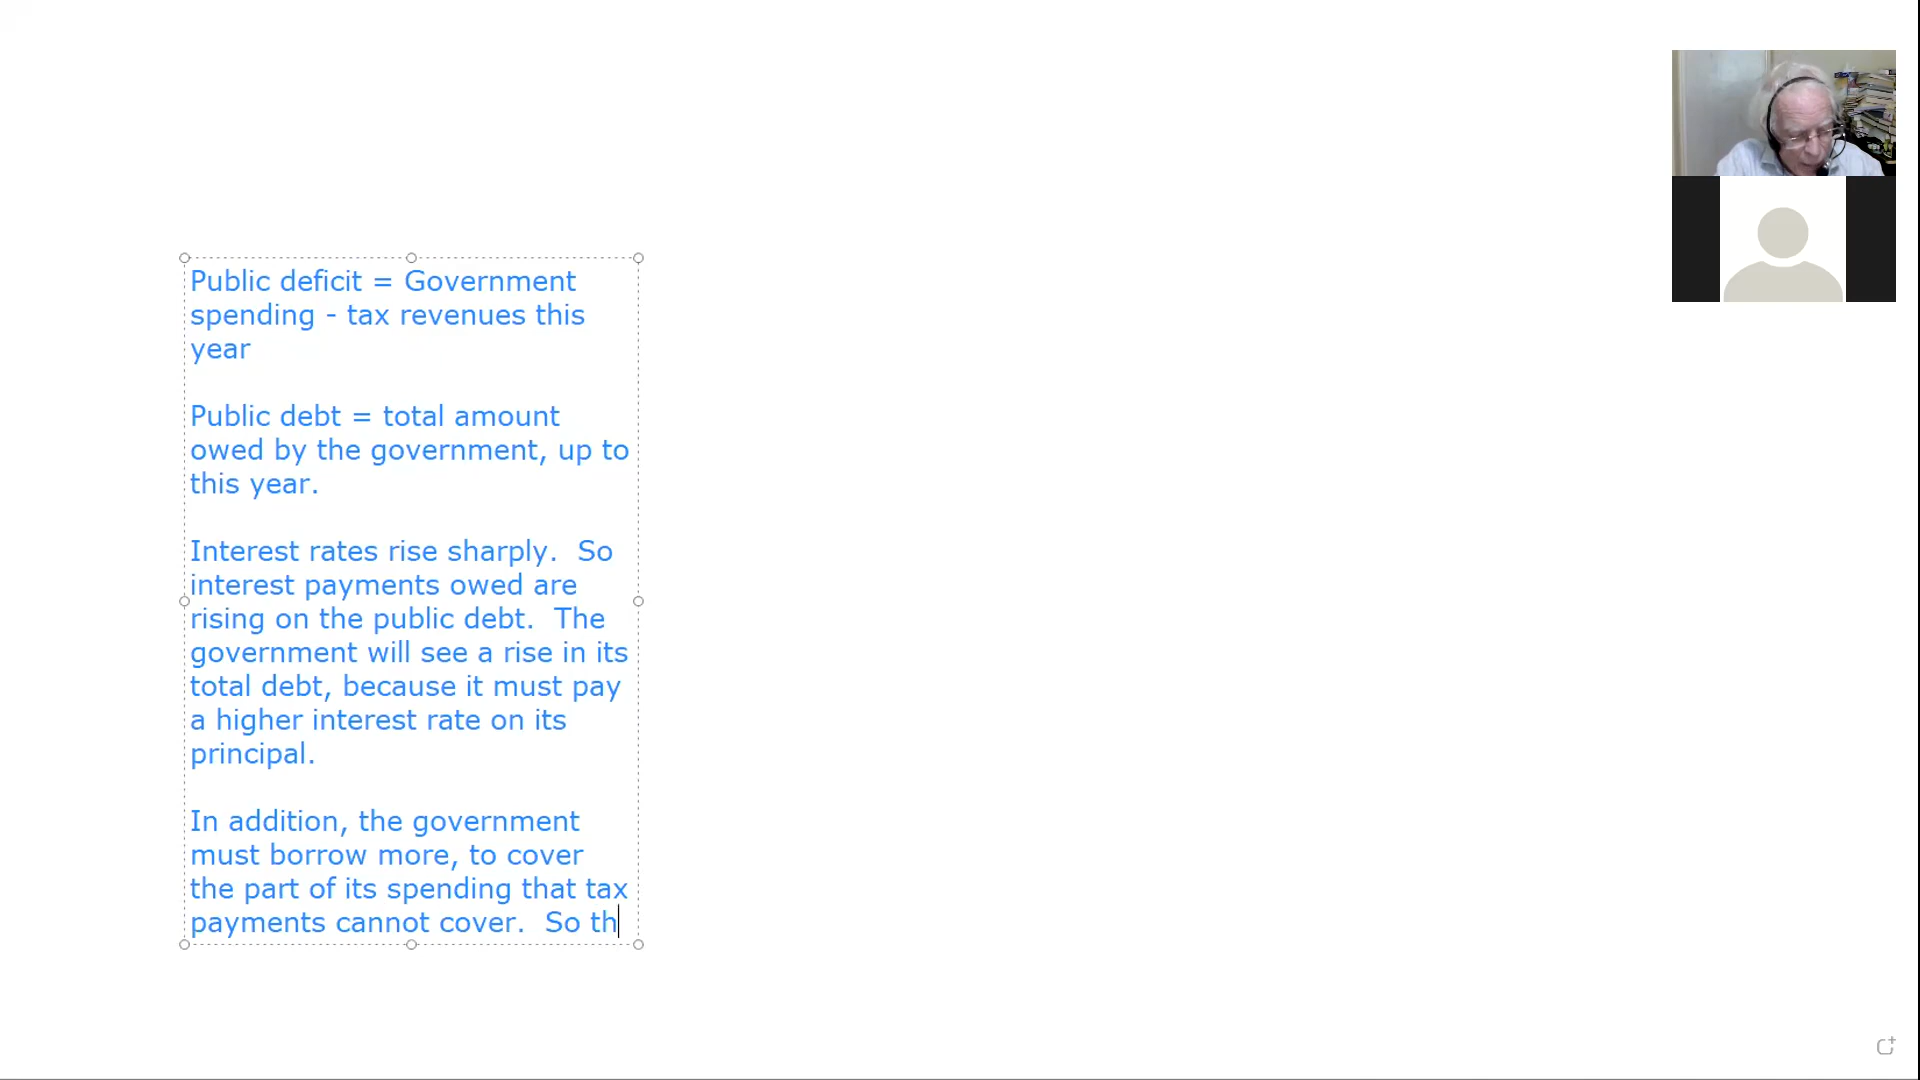 Public deficit = Government
spending - tax revenues this
year
Public debt = total amount
owed by the government, up to
this year.
Interest rates rise sharply.  So
interest payments owed are
rising on the public debt.  The
government will see a rise in its
total debt, because it must pay
a higher interest rate on its
principal.
In addition, the government
must borrow more, to cover
the part of its spending that tax
payments cannot cover.  So th